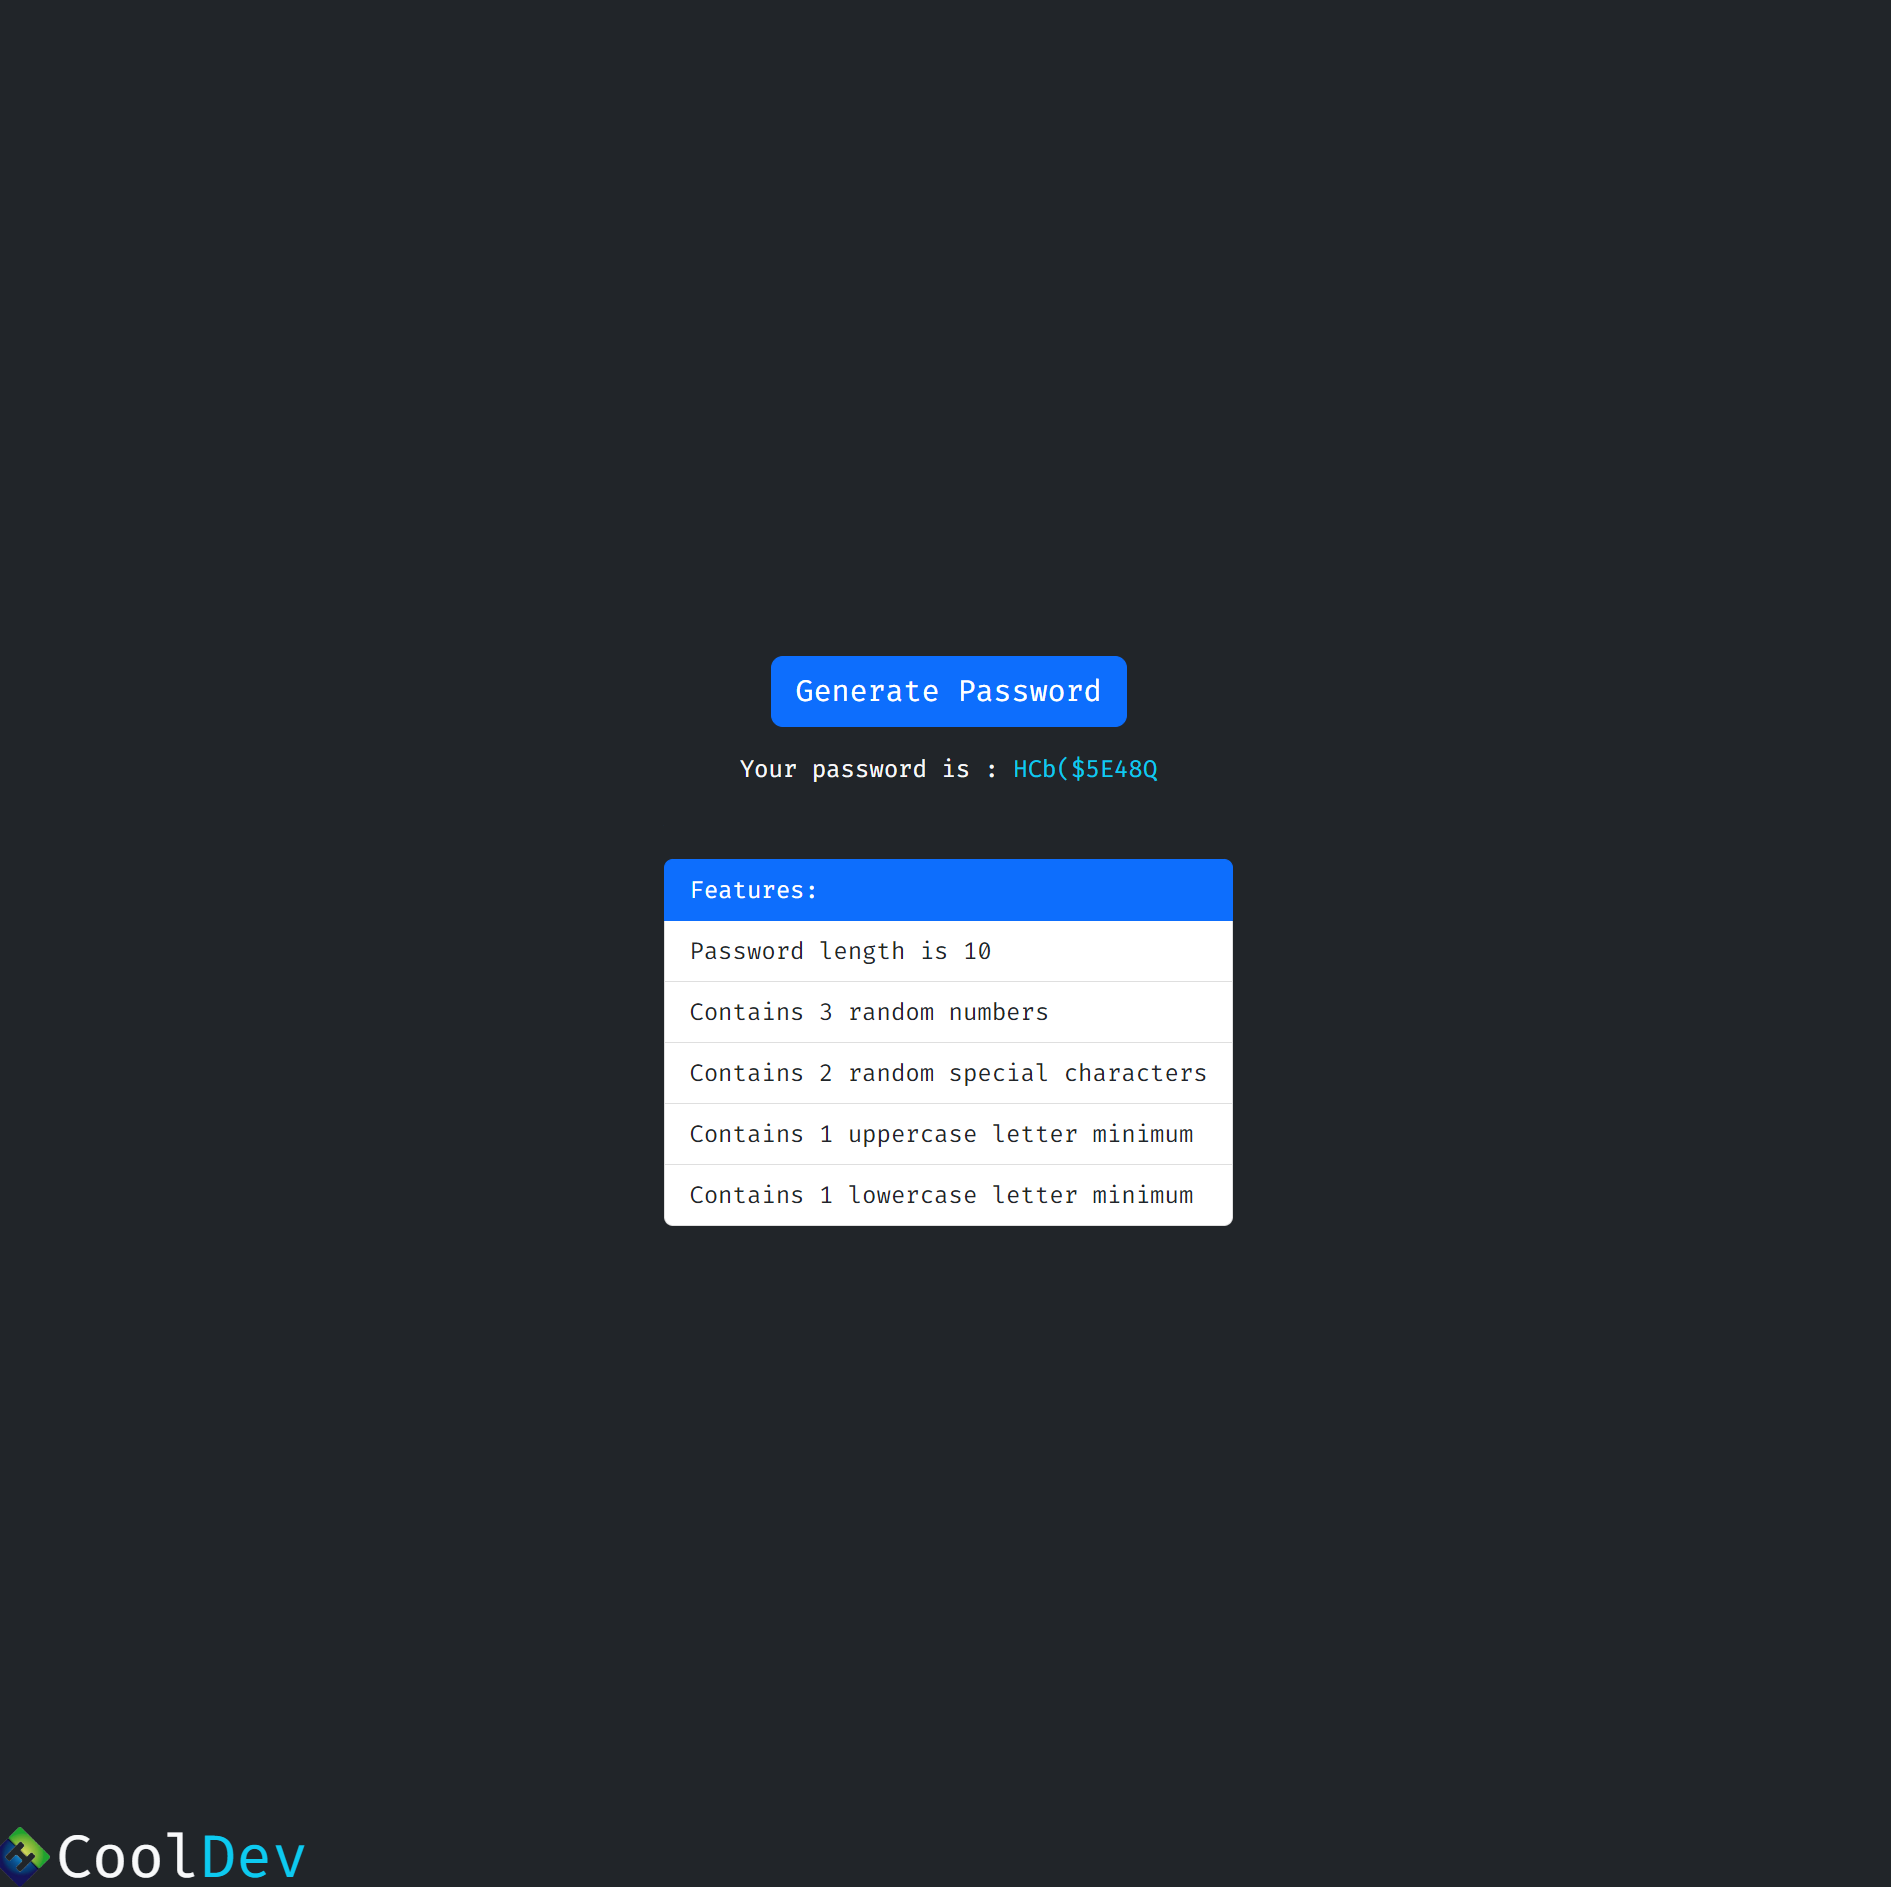 Generate Password
Your password is : HCb($5E48Q
Features:
Password length is 10
Contains 3 random numbers
Contains 2 random special characters
Contains 1 uppercase letter minimum
Contains 1 lowercase letter minimum
CoolDev